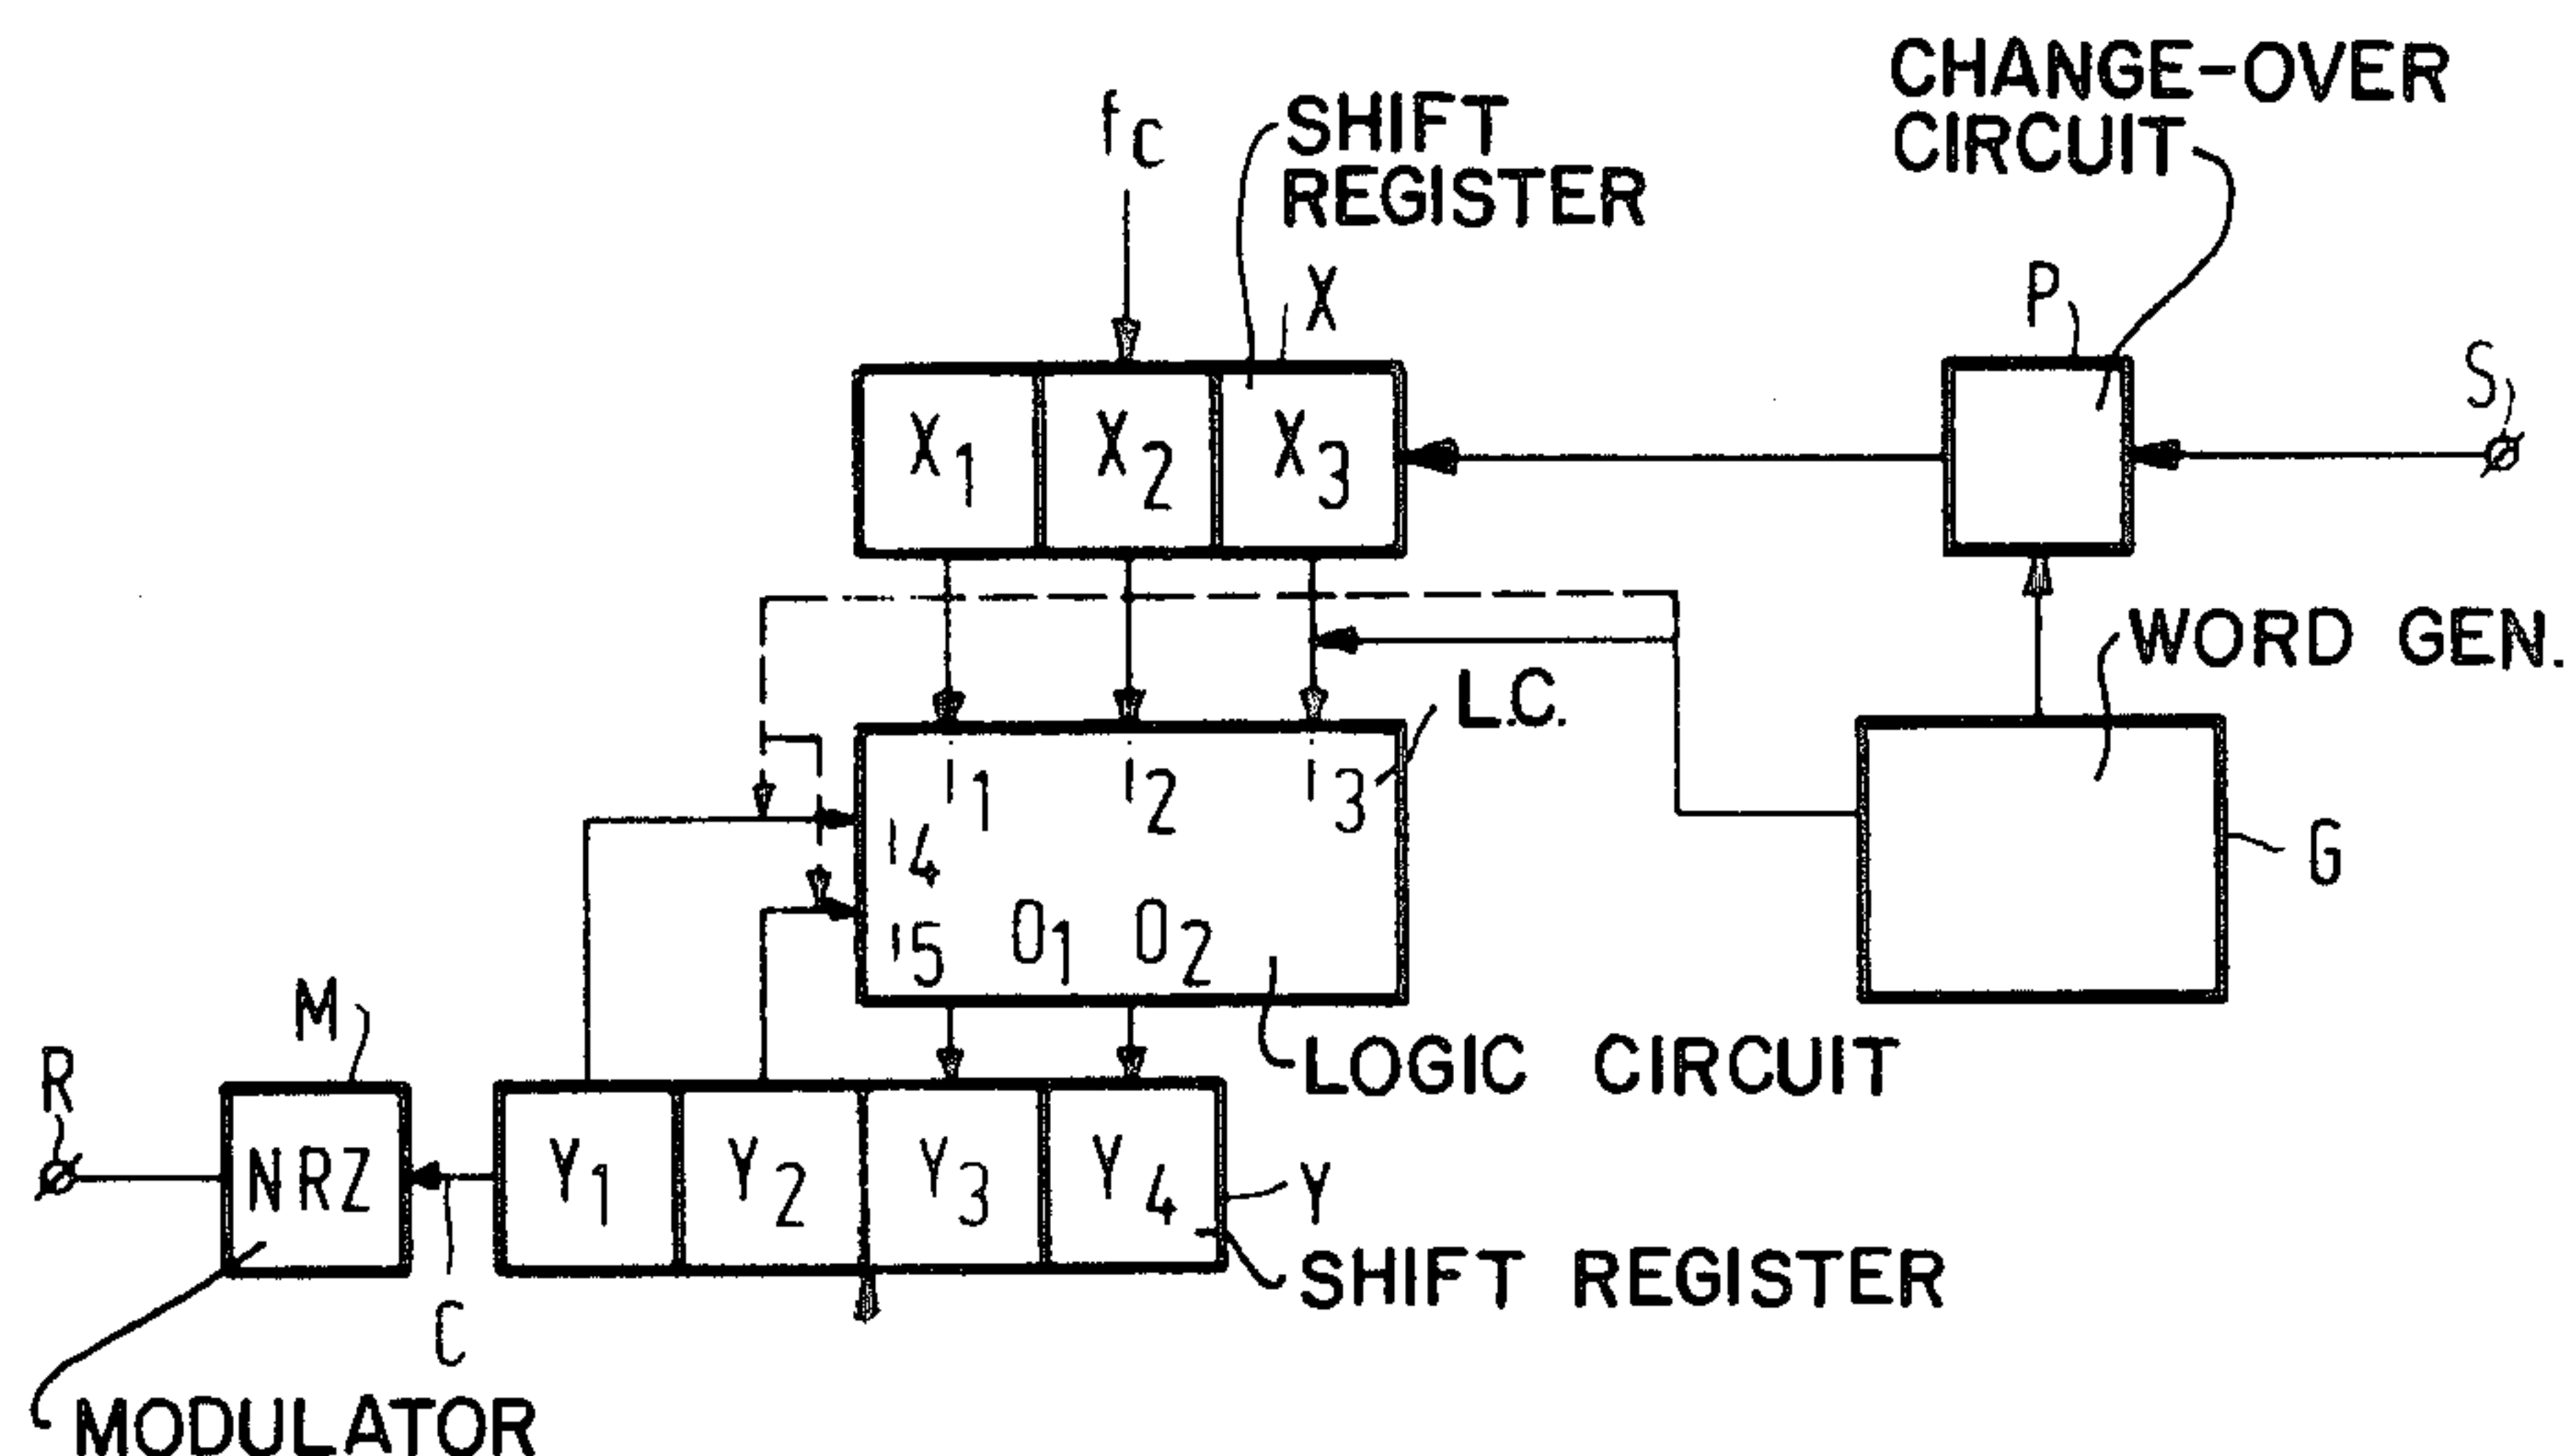 CHANGE-OVER
CIRCUIT
fC
SHIFT
REGISTER
X
P
S
X1 X2 X3
WORD GEN.
L.C.
I1 I2 I3
I4
I5 O1 O2
G
M
R
LOGIC CIRCUIT
NRZ
Y1 Y2 Y3 Y4
Y
SHIFT REGISTER
C
MODULATOR